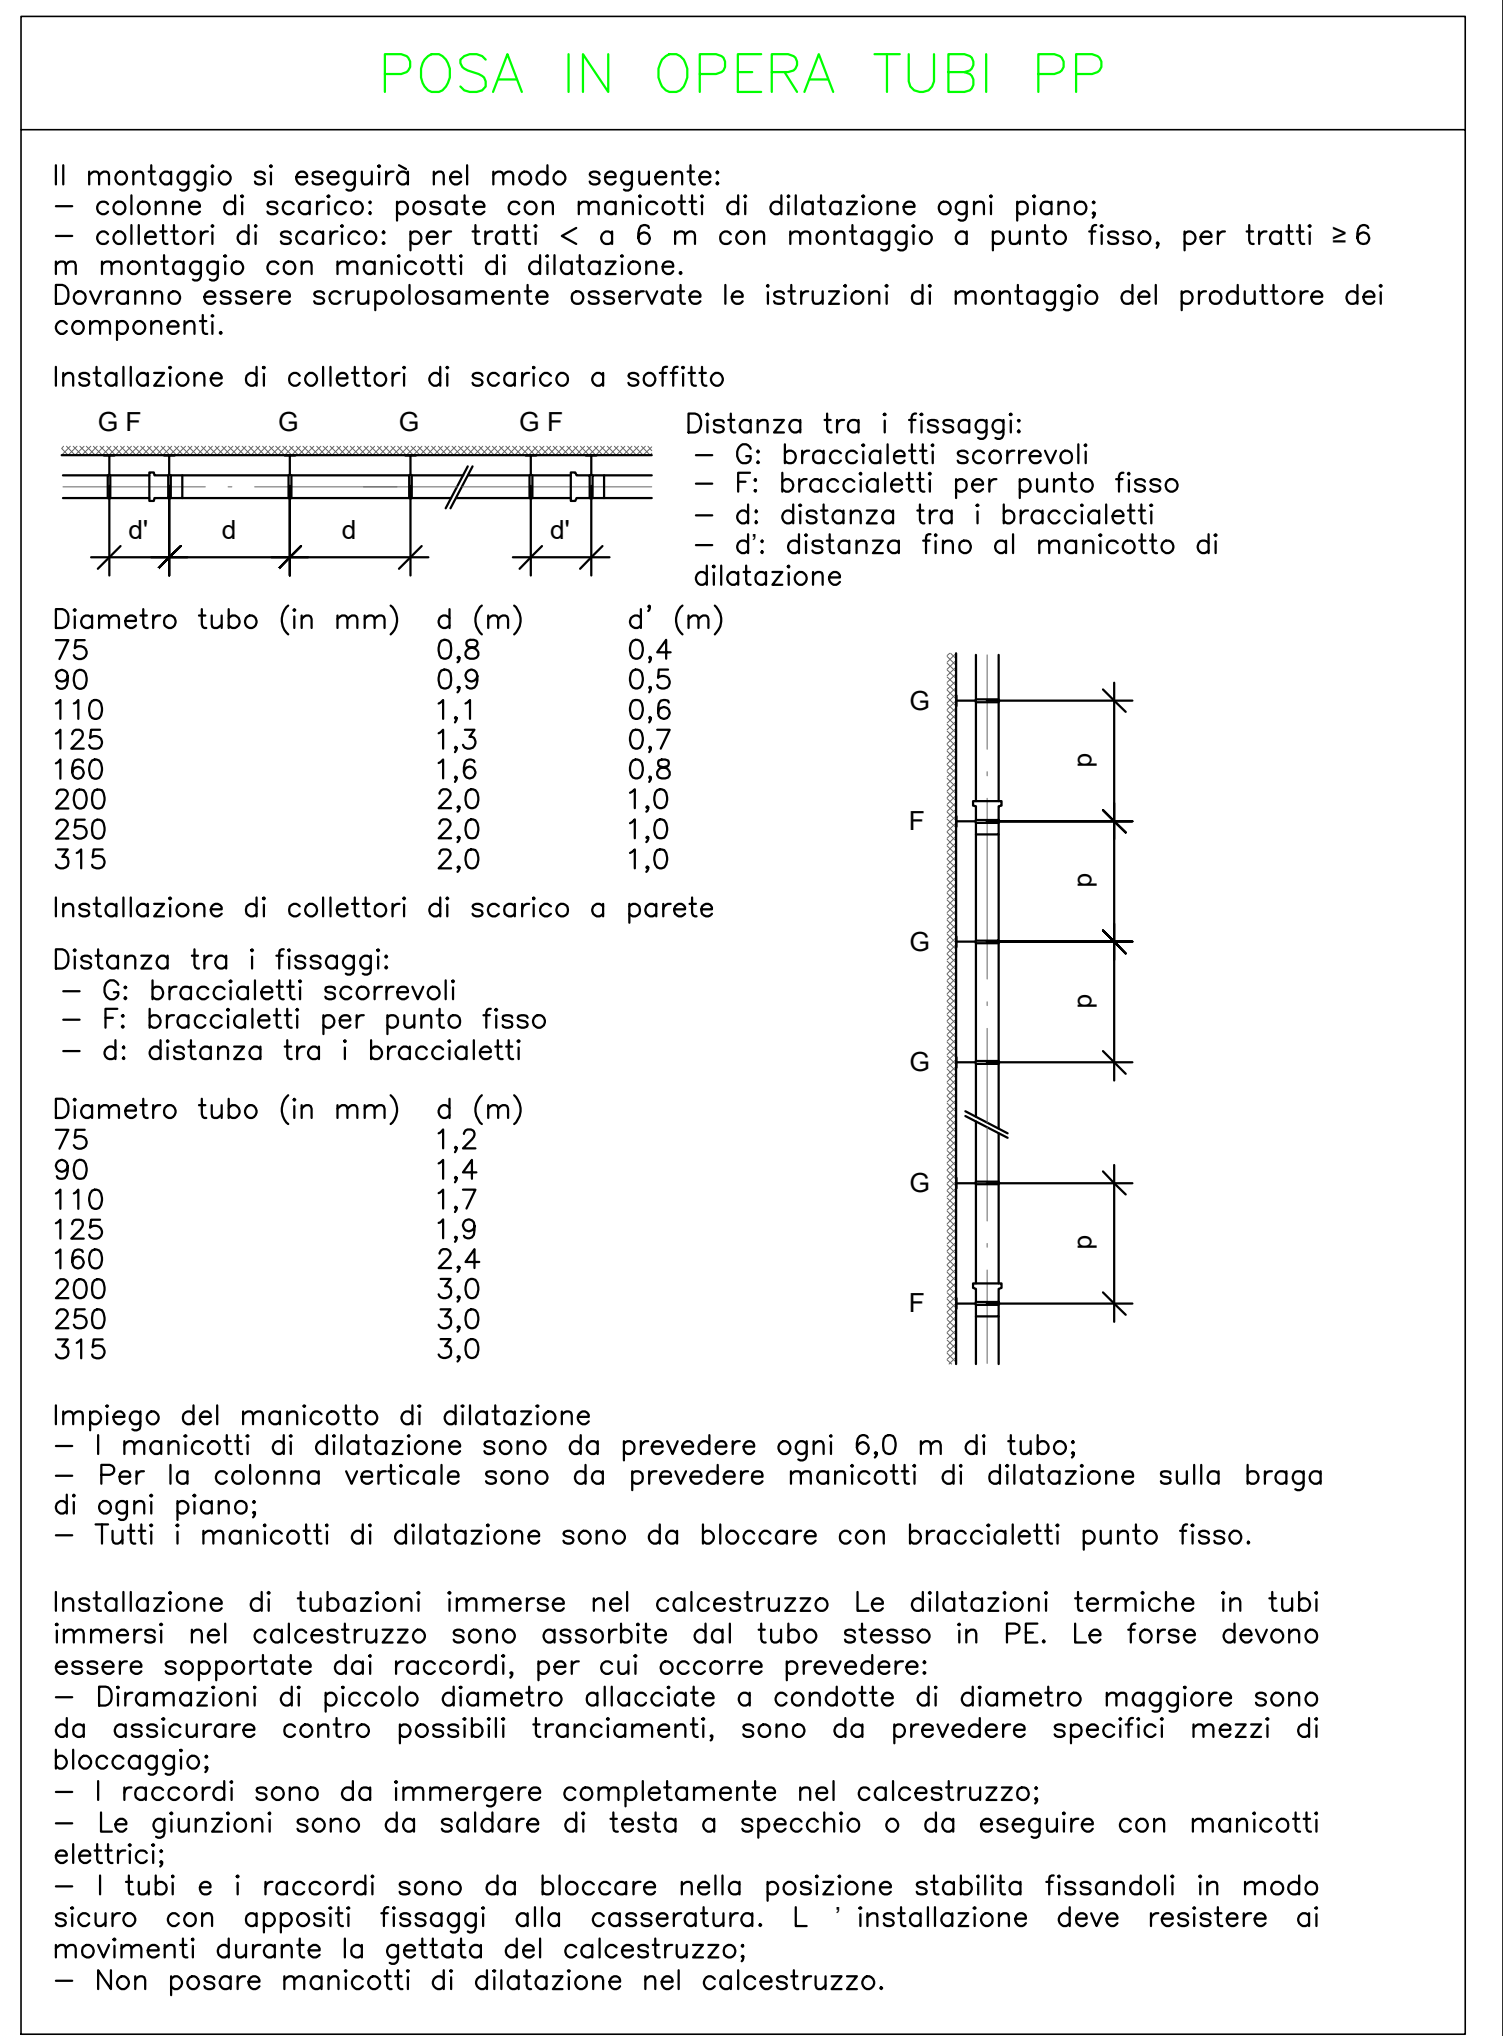 POSA IN OPERA TUBI PP
Il montaggio si eseguirà nel modo seguente:
– colonne di scarico: posate con manicotti di dilatazione ogni piano;
– collettori di scarico: per tratti < a 6 m con montaggio a punto fisso, per tratti ≥ 6
m montaggio con manicotti di dilatazione.
Dovranno essere scrupolosamente osservate le istruzioni di montaggio del produttore dei
componenti.
Installazione di collettori di scarico a soffitto
G F G G G F
d' d d d'
Distanza tra i fissaggi:
– G: braccialetti scorrevoli
– F: braccialetti per punto fisso
– d: distanza tra i braccialetti
– d': distanza fino al manicotto di
dilatazione
Diametro tubo (in mm) d (m) d' (m)
75 0,8 0,4
90 0,9 0,5
110 1,1 0,6
125 1,3 0,7
160 1,6 0,8
200 2,0 1,0
250 2,0 1,0
315 2,0 1,0
Installazione di collettori di scarico a parete
Distanza tra i fissaggi:
– G: braccialetti scorrevoli
– F: braccialetti per punto fisso
– d: distanza tra i braccialetti
Diametro tubo (in mm) d (m)
75 1,2
90 1,4
110 1,7
125 1,9
160 2,4
200 3,0
250 3,0
315 3,0
G
d
F
d
G
d
G
G
d
F
Impiego del manicotto di dilatazione
– I manicotti di dilatazione sono da prevedere ogni 6,0 m di tubo;
– Per la colonna verticale sono da prevedere manicotti di dilatazione sulla braga
di ogni piano;
– Tutti i manicotti di dilatazione sono da bloccare con braccialetti punto fisso.
Installazione di tubazioni immerse nel calcestruzzo Le dilatazioni termiche in tubi
immersi nel calcestruzzo sono assorbite dal tubo stesso in PE. Le forse devono
essere sopportate dai raccordi, per cui occorre prevedere:
– Diramazioni di piccolo diametro allacciate a condotte di diametro maggiore sono
da assicurare contro possibili tranciamenti, sono da prevedere specifici mezzi di
bloccaggio;
– I raccordi sono da immergere completamente nel calcestruzzo;
– Le giunzioni sono da saldare di testa a specchio o da eseguire con manicotti
elettrici;
– I tubi e i raccordi sono da bloccare nella posizione stabilita fissandoli in modo
sicuro con appositi fissaggi alla casseratura. L ' installazione deve resistere ai
movimenti durante la gettata del calcestruzzo;
– Non posare manicotti di dilatazione nel calcestruzzo.